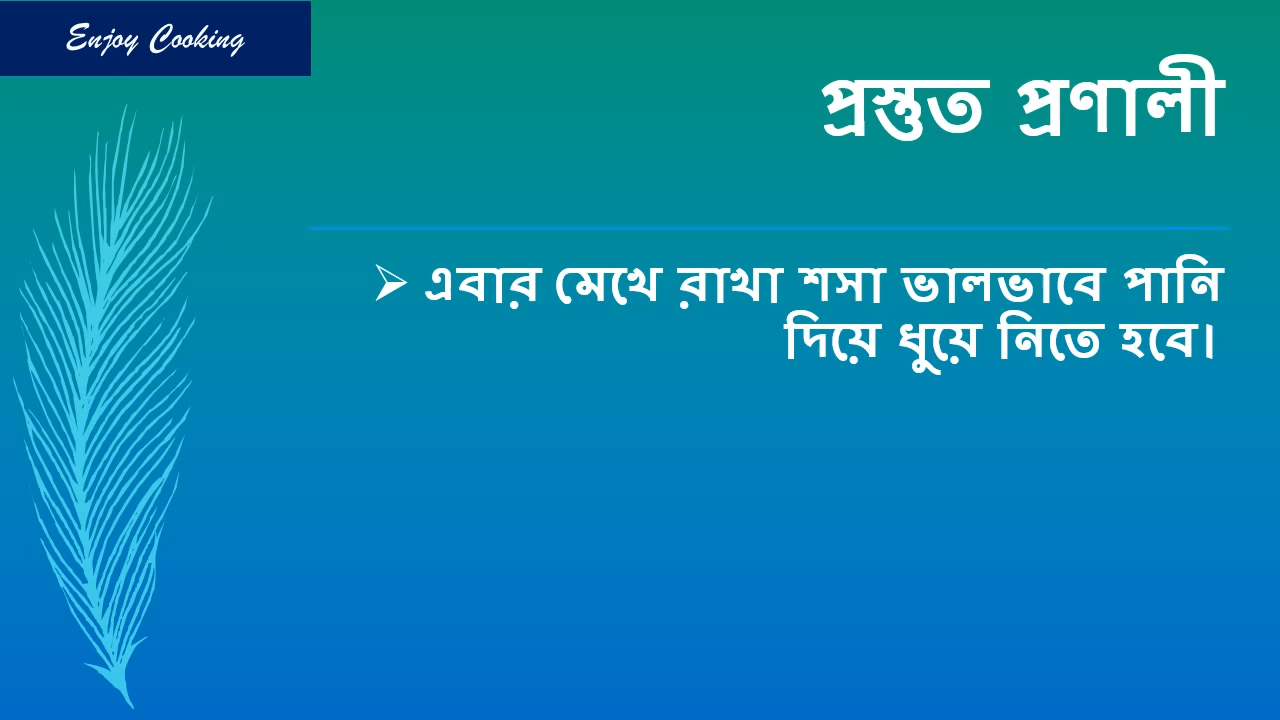 Enjoy Cooking
প্রস্তুত প্রণালী
➢ এবার মেখে রাখা শসা ভালভাবে পানি
দিয়ে ধুয়ে নিতে হবে।